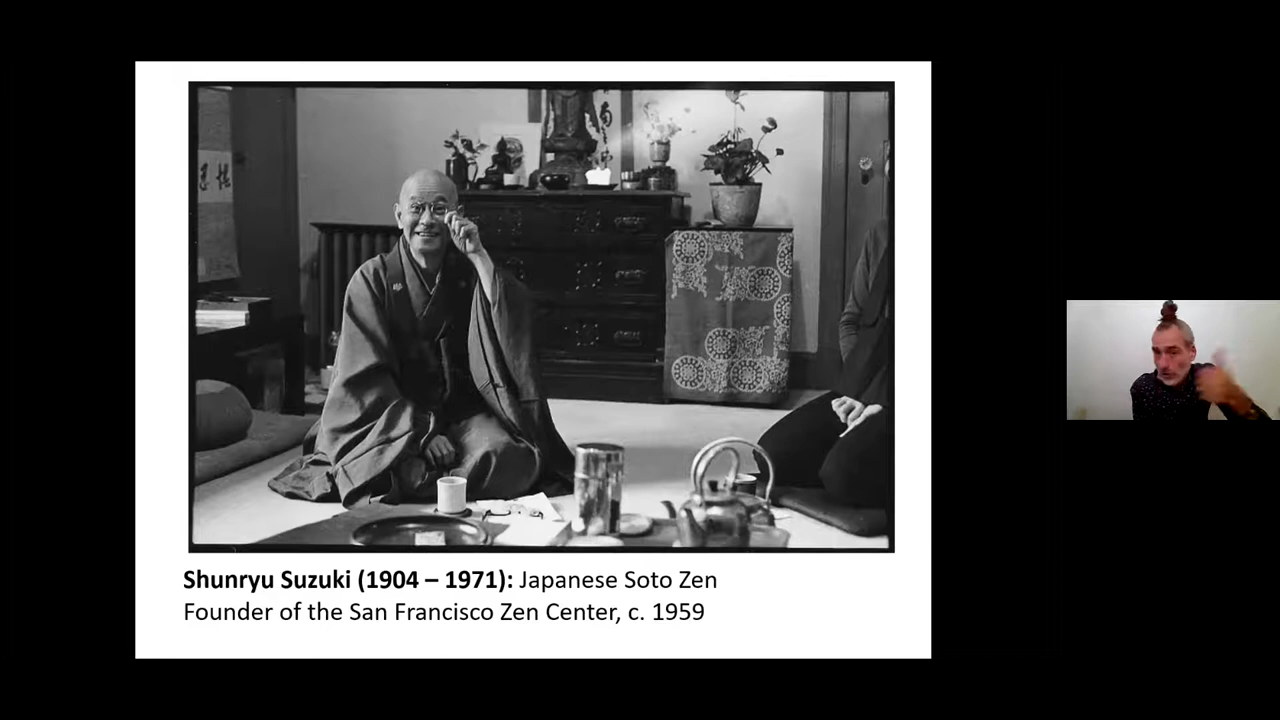 Shunryu Suzuki (1904 – 1971): Japanese Soto Zen
Founder of the San Francisco Zen Center, c. 1959